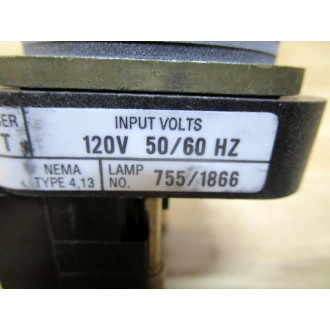 INPUT VOLTS
T 120V 50/60 HZ
NEMA LAMP
TYPE 4,13 NO. 755/1866